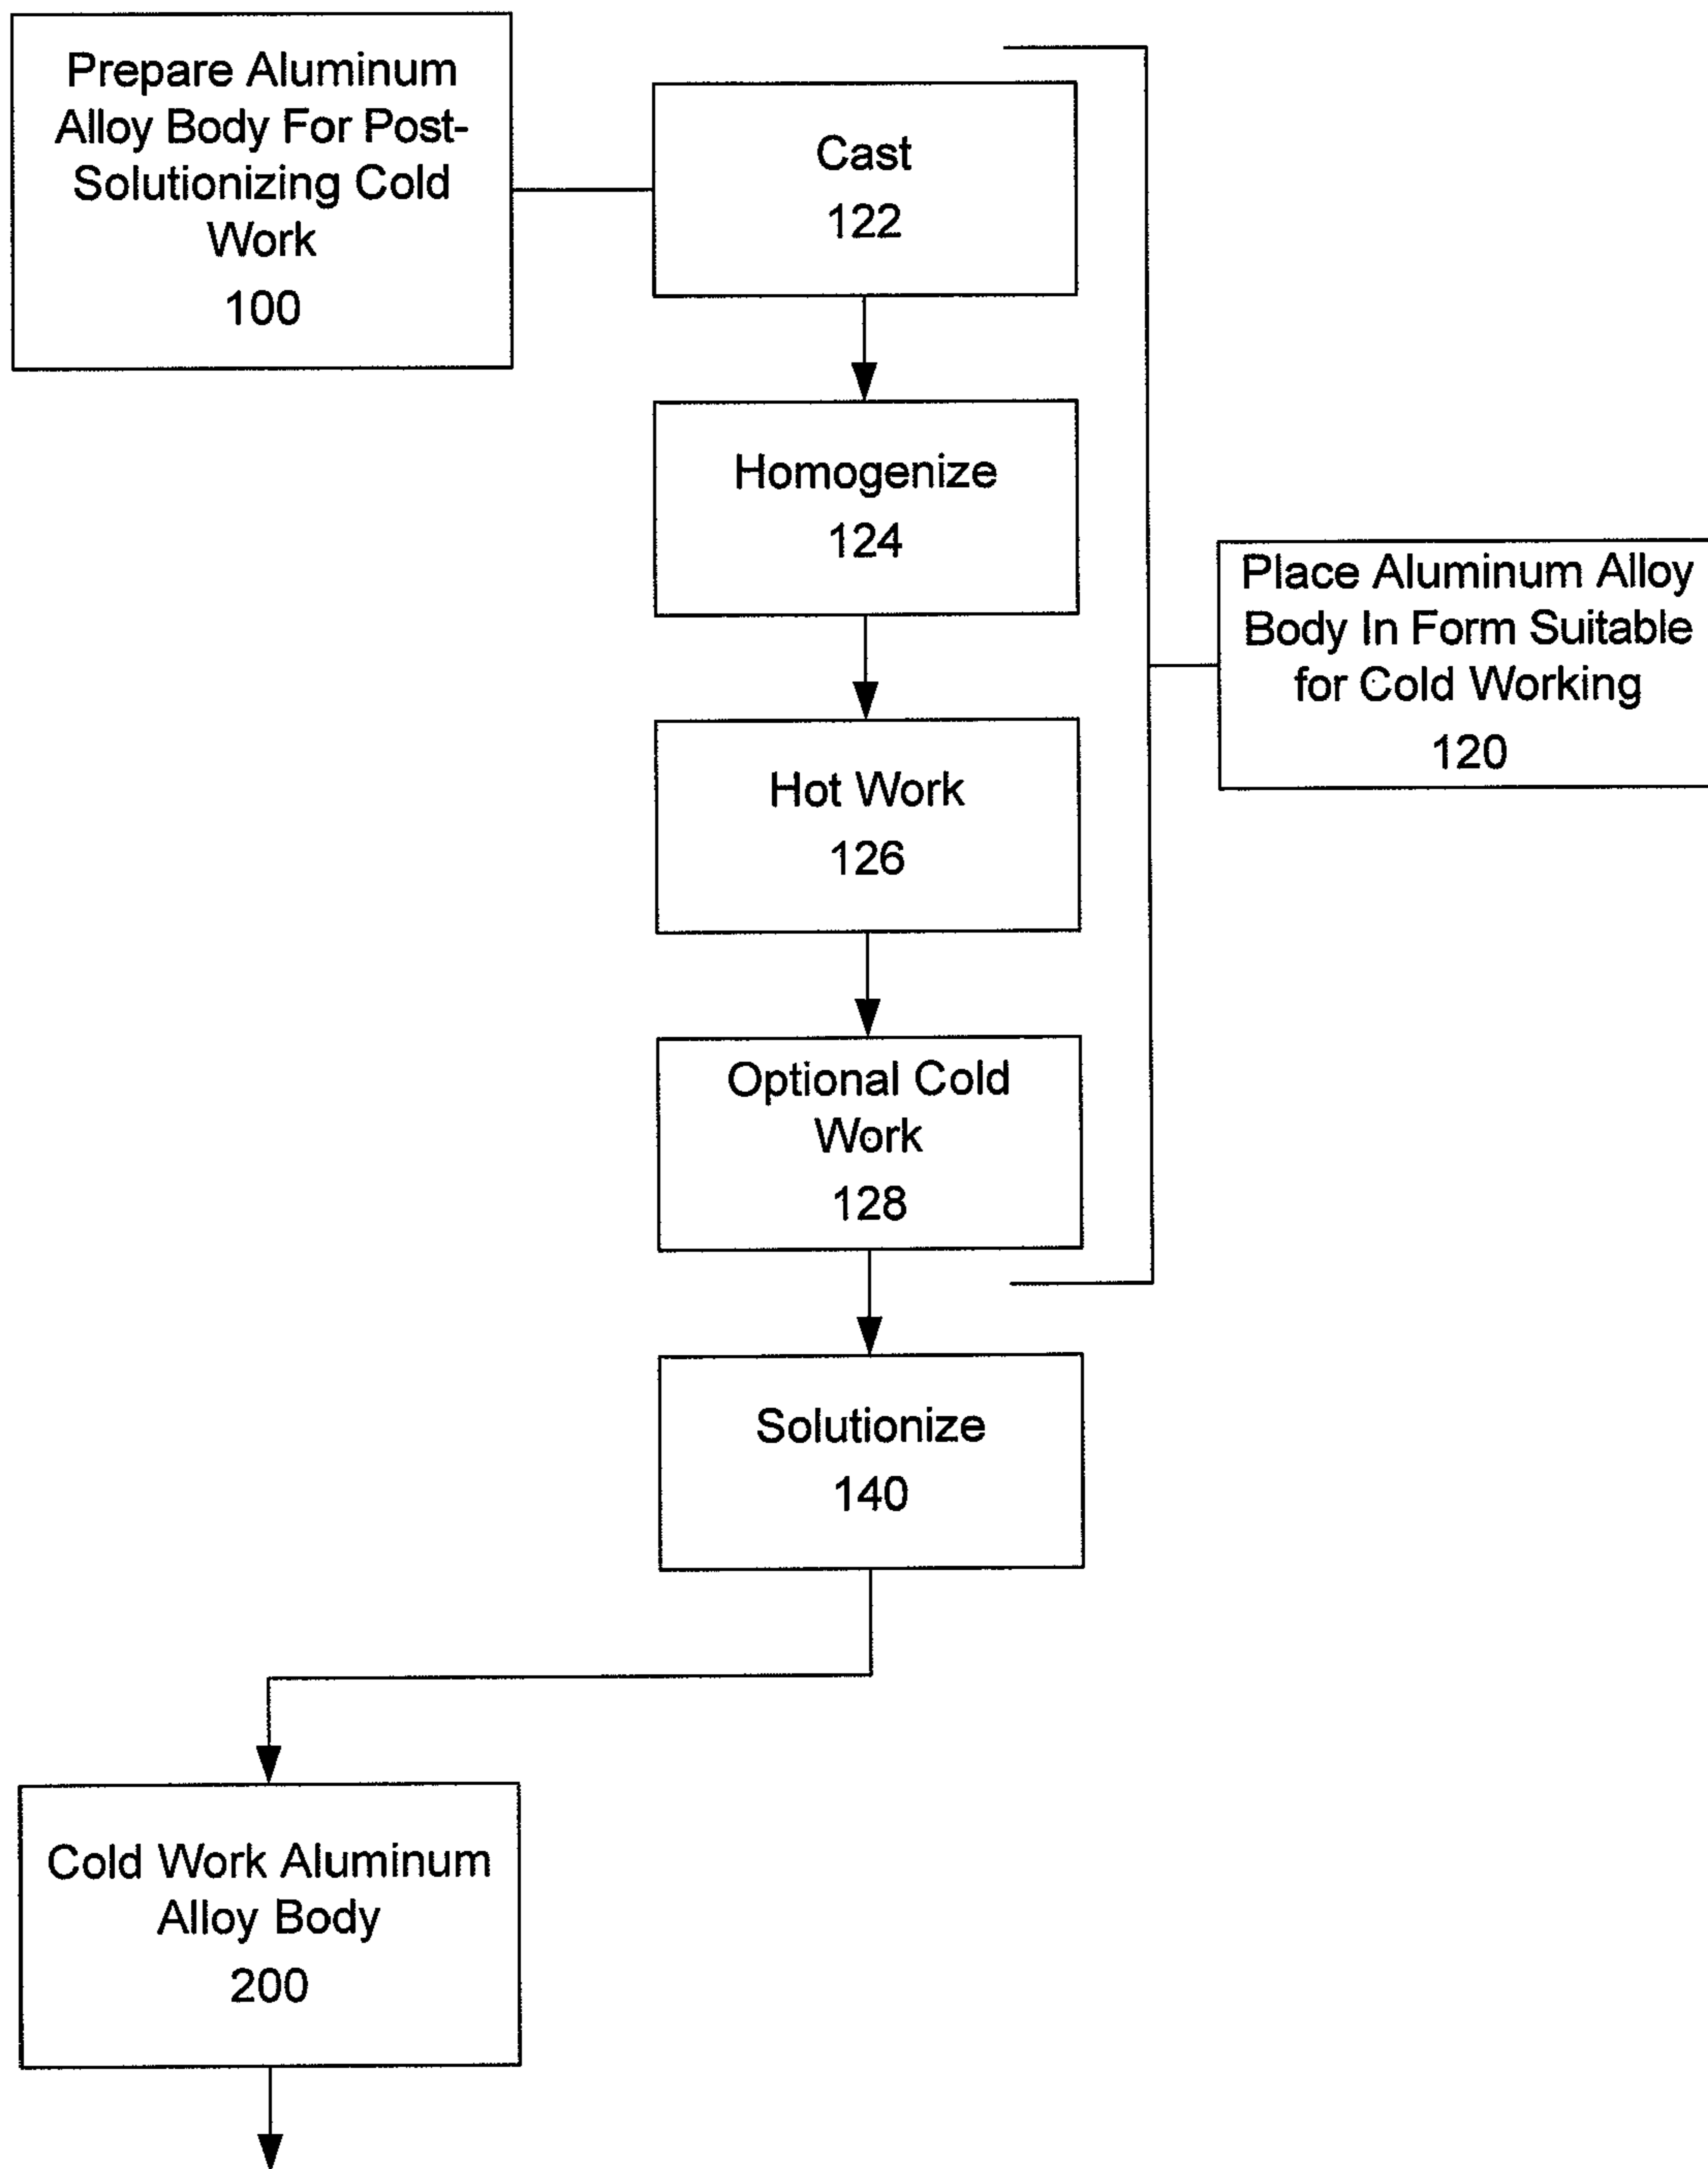 Prepare Aluminum
Alloy Body For Post-
Solutionizing Cold
Work
100
Cast
122
Homogenize
124
Hot Work
126
Optional Cold
Work
128
Place Aluminum Alloy
Body In Form Suitable
for Cold Working
120
Solutionize
140
Cold Work Aluminum
Alloy Body
200